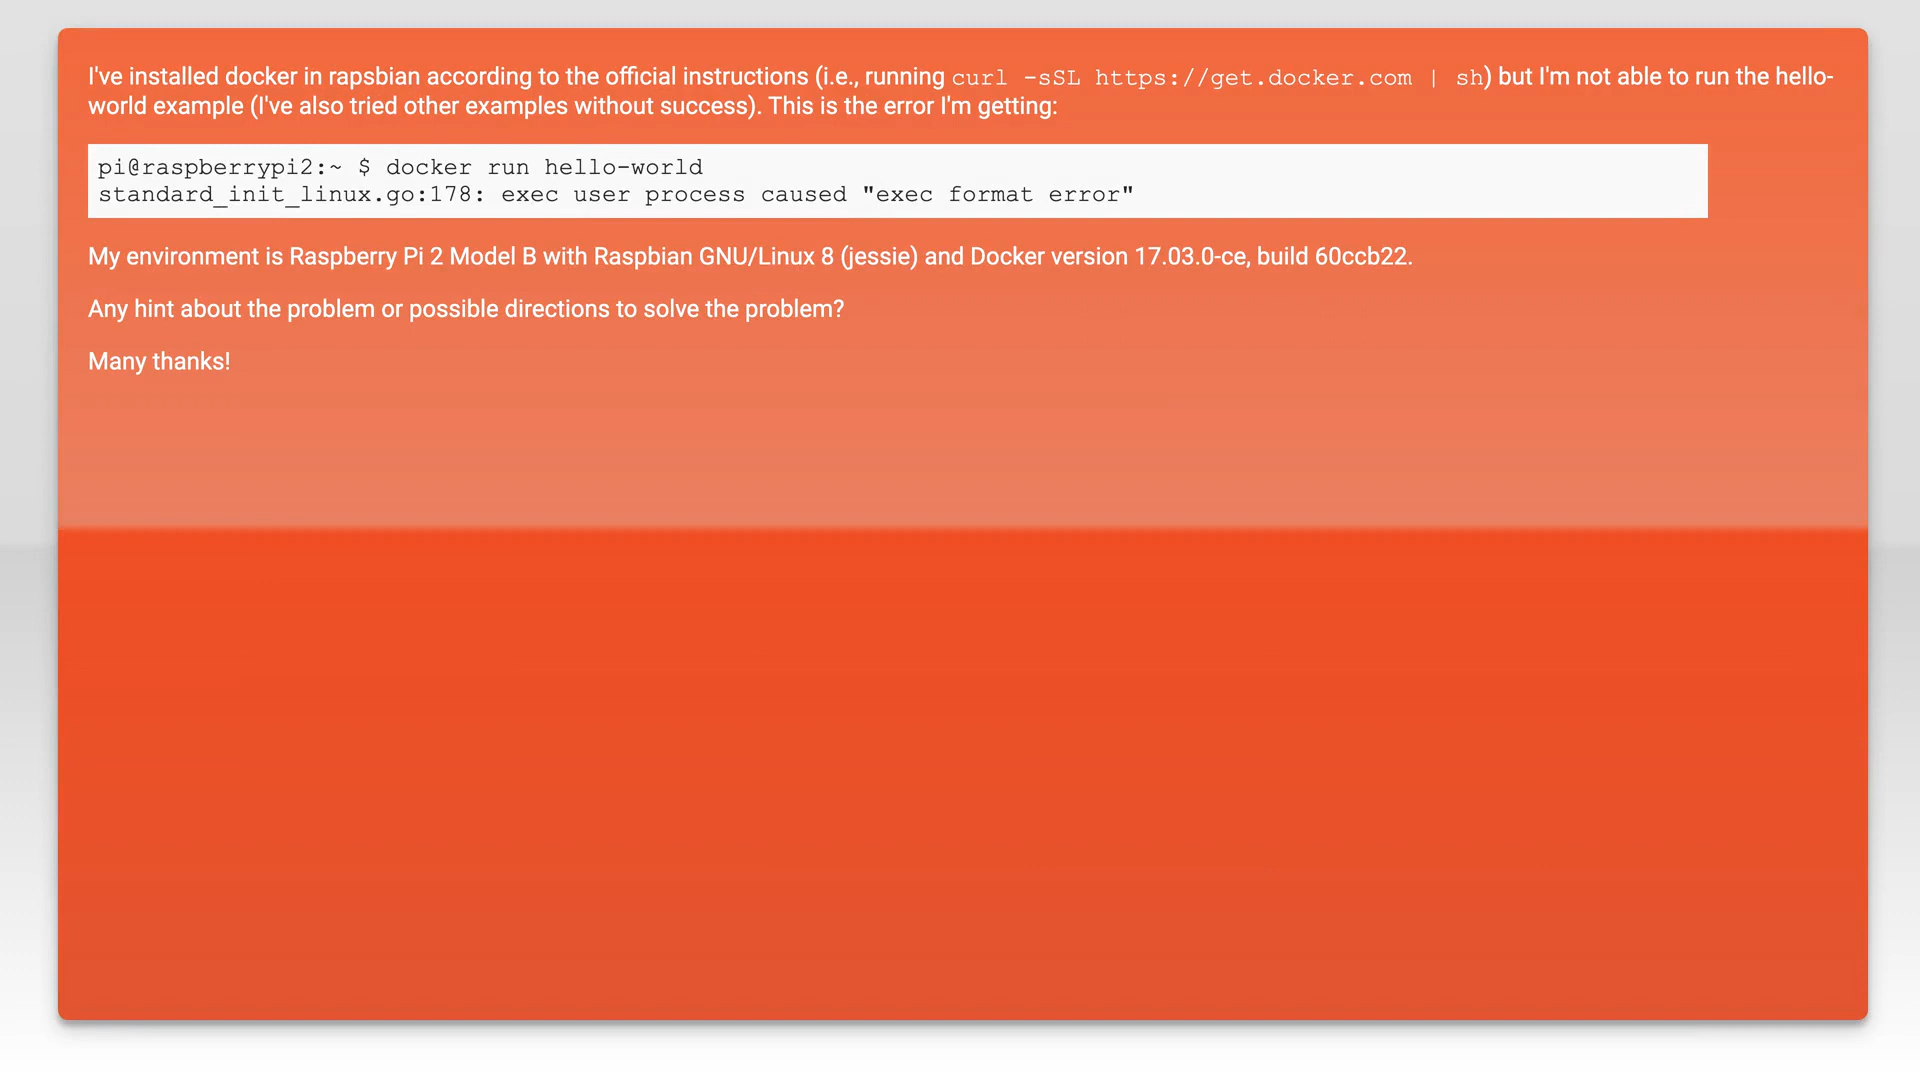 I've installed docker in rapsbian according to the official instructions (i.e., running curl -sSL https://get.docker.com | sh) but I'm not able to run the hello-
world example (I've also tried other examples without success). This is the error I'm getting:
pi@raspberrypi2:~ $ docker run hello-world
standard_init_linux.go:178: exec user process caused "exec format error"
My environment is Raspberry Pi 2 Model B with Raspbian GNU/Linux 8 (jessie) and Docker version 17.03.0-ce, build 60ccb22.
Any hint about the problem or possible directions to solve the problem?
Many thanks!